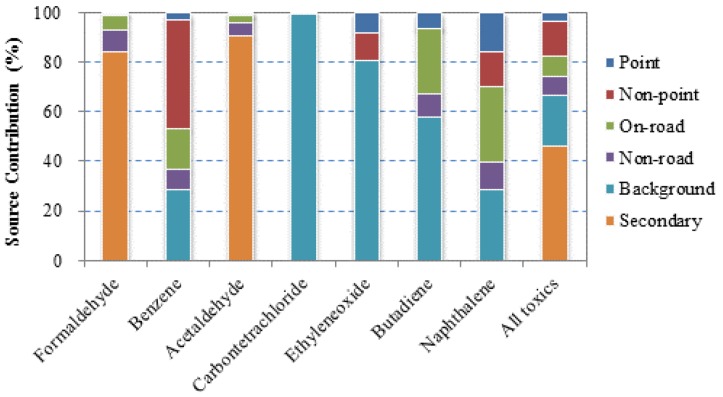 Source Contribution (%)
100
80
60
40
20
0
Formaldehyde
Benzene
Acetaldehyde
Carbontetrachloride
Ethyleneoxide
Butadiene
Naphthalene
All toxics
Point
Non-point
On-road
Non-road
Background
Secondary